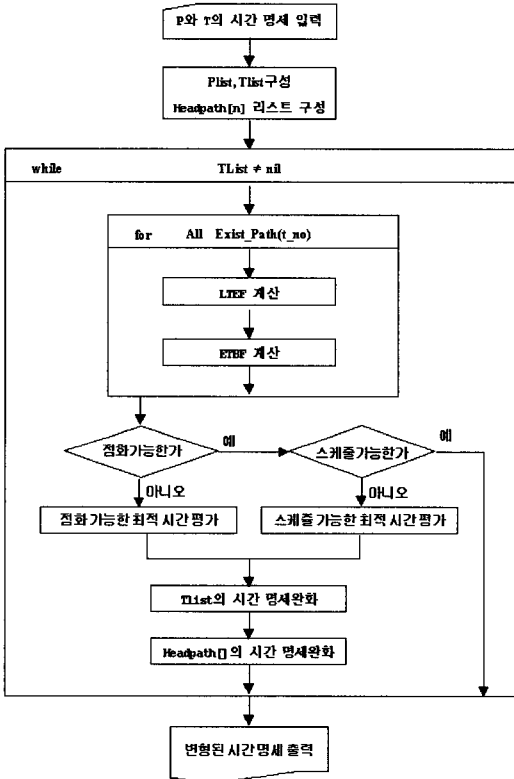 P와 T의 시간 명세 입력
Plist, Tlist구성
Headpath[n] 리스트 구성
while TList ≠ nil
for All Exist_Path(t_no)
LTEF 계산
ETBF 계산
점화가능한가
예
스케줄가능한가
예
아니오
아니오
점화 가능한 최적 시간 평가
스케쥴 가능한 최적 시간 평가
Tlist의 시간 명세완화
Headpath[]의 시간 명세완화
변형된 시간 명세 출력